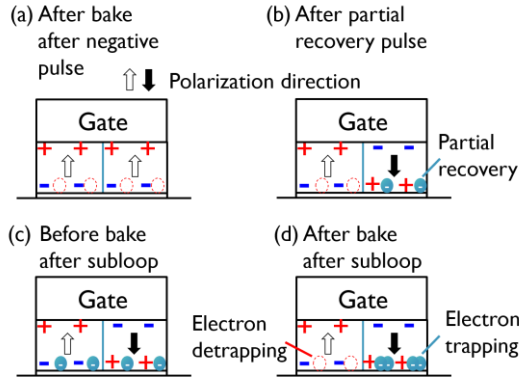 (a) After bake
after negative
pulse
(b) After partial
recovery pulse
Polarization direction
Gate
+ + + +
- - - -
Gate
+ + - -
Partial
recovery
- - + - + -
(c) Before bake
after subloop
(d) After bake
after subloop
Gate
+ + - -
- - - - + - + -
Gate
+ + - -
Electron
detrapping
Electron
trapping
- - + - - + - -